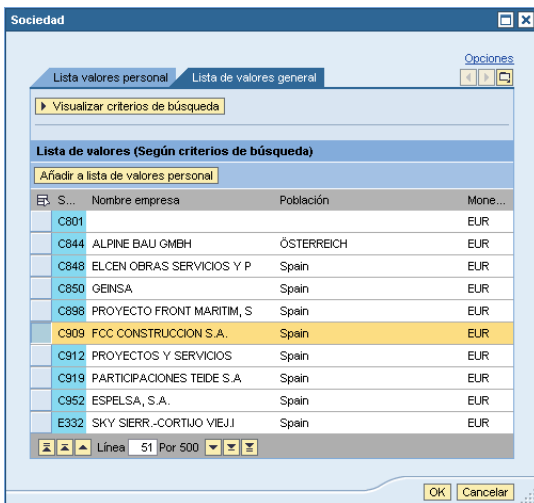 Sociedad
Opciones
Lista valores personal Lista de valores general
Visualizar criterios de búsqueda
Lista de valores (Según criterios de búsqueda)
Añadir a lista de valores personal
S... Nombre empresa Población Mone...
C801 EUR
C844 ALPINE BAU GMBH ÖSTERREICH EUR
C848 ELCEN OBRAS SERVICIOS Y P Spain EUR
C850 GEINSA Spain EUR
C898 PROYECTO FRONT MARITIM, S Spain EUR
C909 FCC CONSTRUCCION S.A. Spain EUR
C912 PROYECTOS Y SERVICIOS Spain EUR
C919 PARTICIPACIONES TEIDE S.A Spain EUR
C952 ESPELSA, S.A. Spain EUR
E332 SKY SIERR.-CORTIJO VIEJ.I Spain EUR
Línea 51 Por 500
OK Cancelar